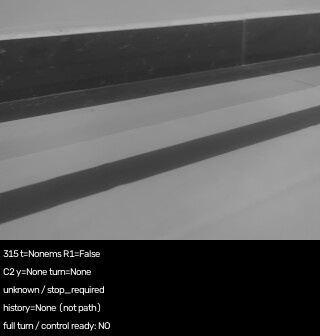 315 t=Nonems R1=False
C2 y=None turn=None
unknown / stop_required
history=None (not path)
full turn / control ready: NO